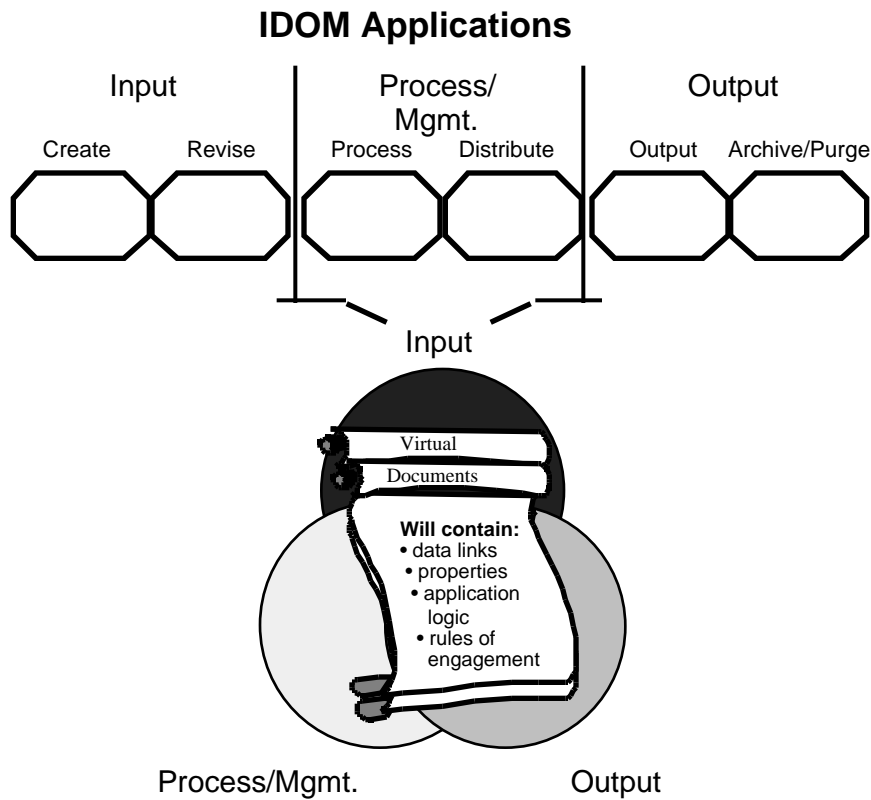 IDOM Applications
Input
Process/
Mgmt.
Output
Create
Revise
Process
Distribute
Output
Archive/Purge
Input
Virtual
Documents
Will contain:
• data links
• properties
• application
logic
• rules of
engagement
Process/Mgmt.
Output